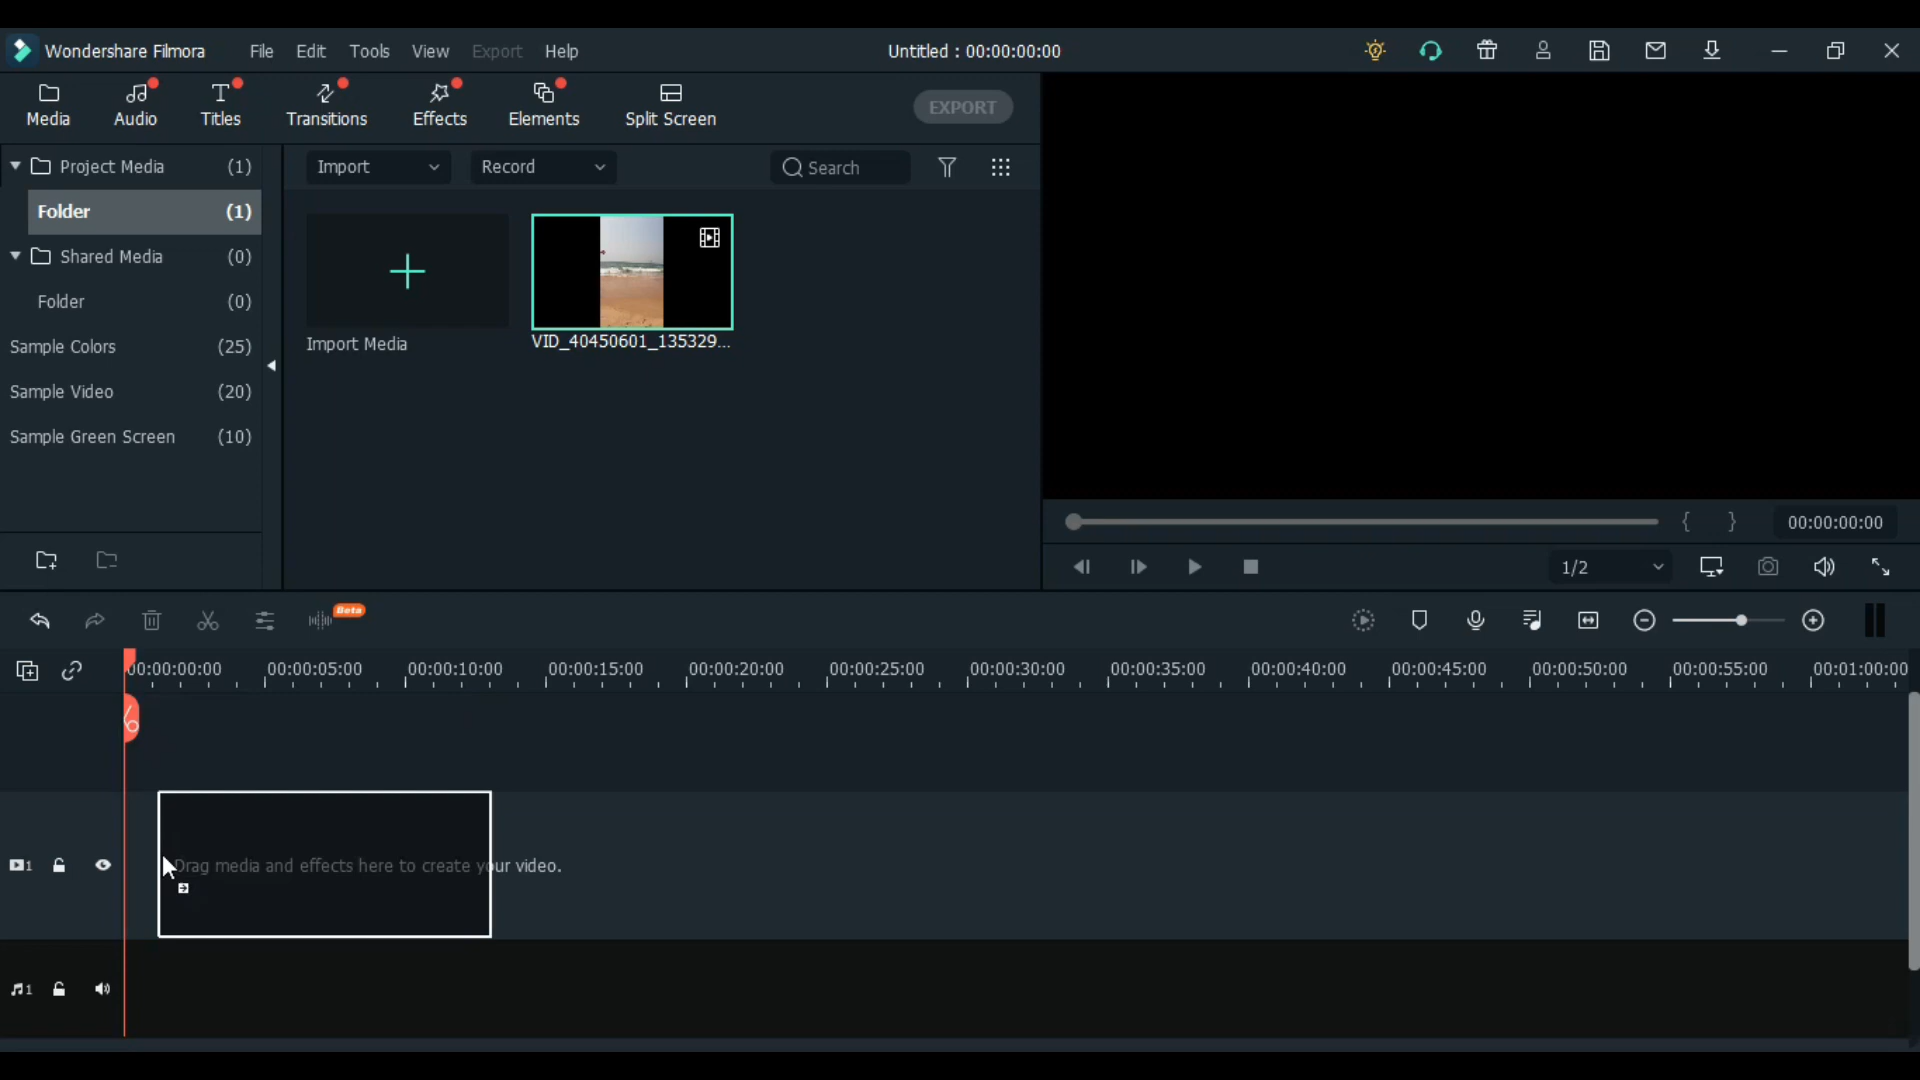 Wondershare Filmora File Edit Tools View Export Help Untitled : 00:00:00:00
Media Audio Titles Transitions Effects Elements Split Screen EXPORT
Project Media (1) Import Record Search
Folder (1)
Shared Media (0)
Folder (0)
Sample Colors (25)
Sample Video (20)
Sample Green Screen (10)
Import Media VID_40450601_135329...
{ } 00:00:00:00
1/2
Beta
00:00:00:00 00:00:05:00 00:00:10:00 00:00:15:00 00:00:20:00 00:00:25:00 00:00:30:00 00:00:35:00 00:00:40:00 00:00:45:00 00:00:50:00 00:00:55:00 00:01:00:00
1 Drag media and effects here to create your video.
1